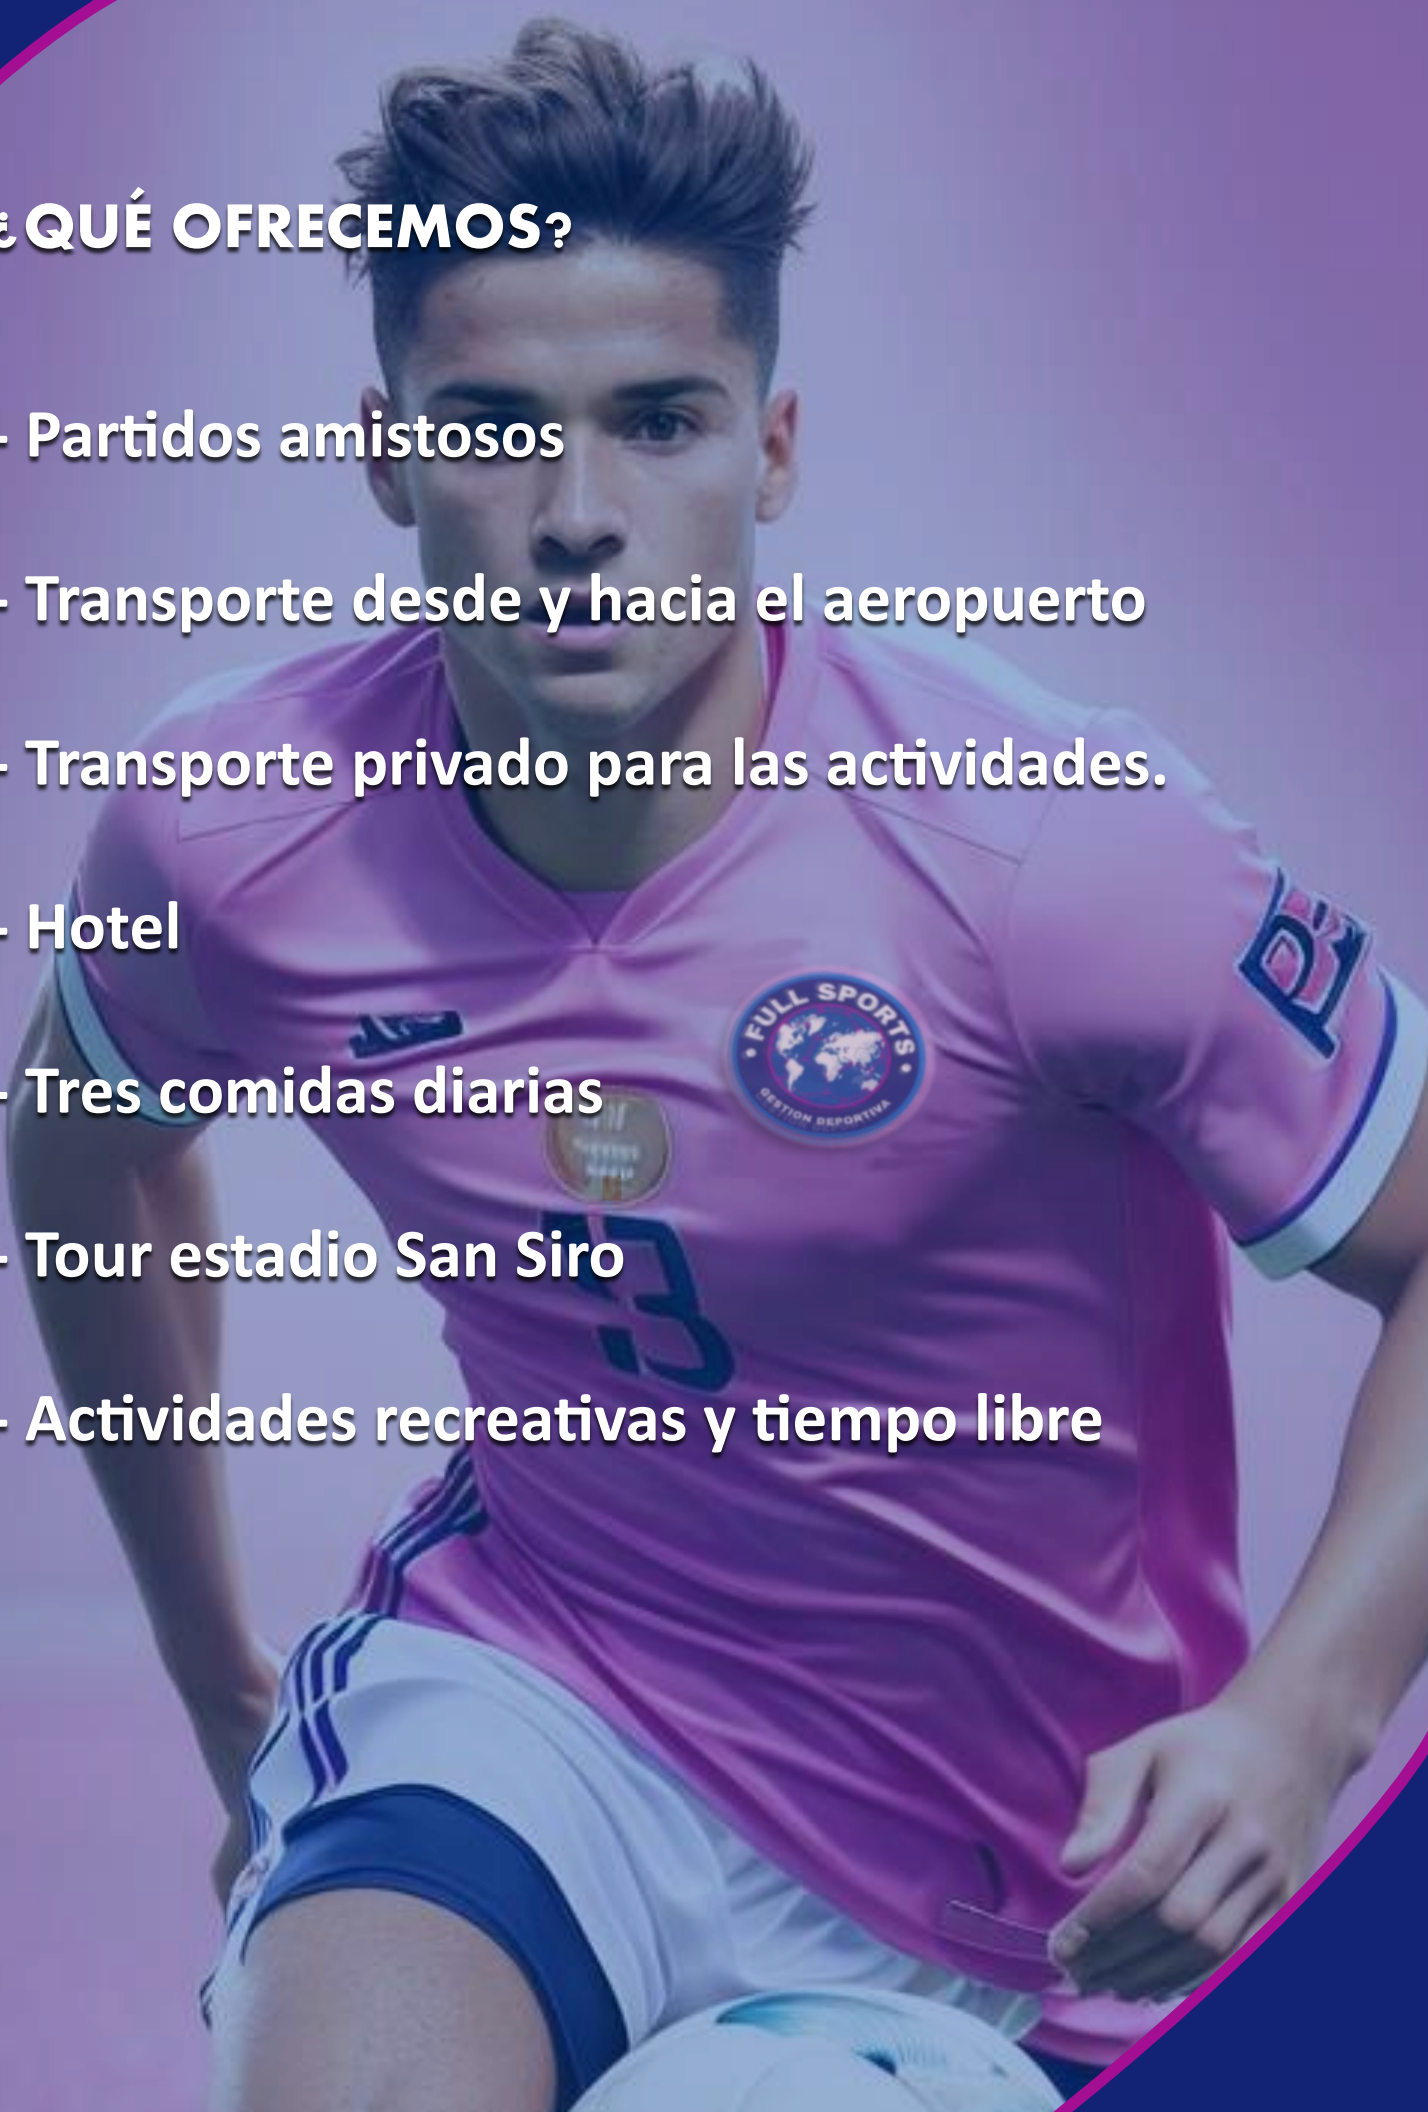 ¿QUÉ OFRECEMOS?
- Partidos amistosos
- Transporte desde y hacia el aeropuerto
- Transporte privado para las actividades.
- Hotel
FULL SPORTS
GESTION DEPORTIVA
- Tres comidas diarias
- Tour estadio San Siro
13
- Actividades recreativas y tiempo libre